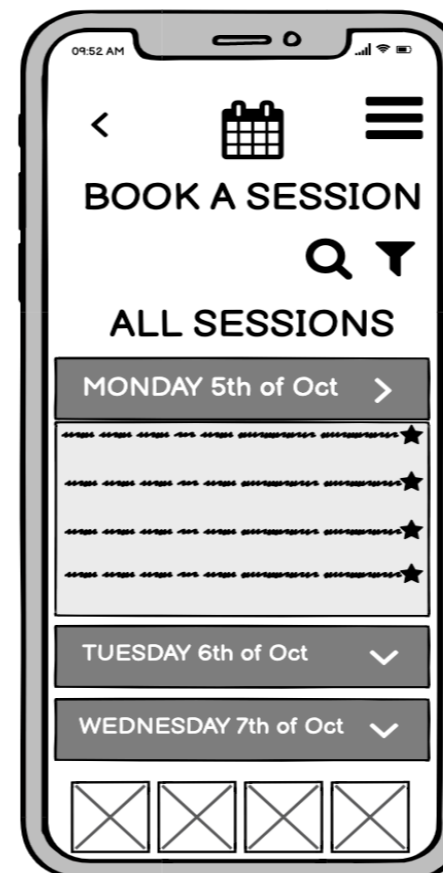 09:52 AM
BOOK A SESSION
ALL SESSIONS
MONDAY 5th of Oct
TUESDAY 6th of Oct
WEDNESDAY 7th of Oct